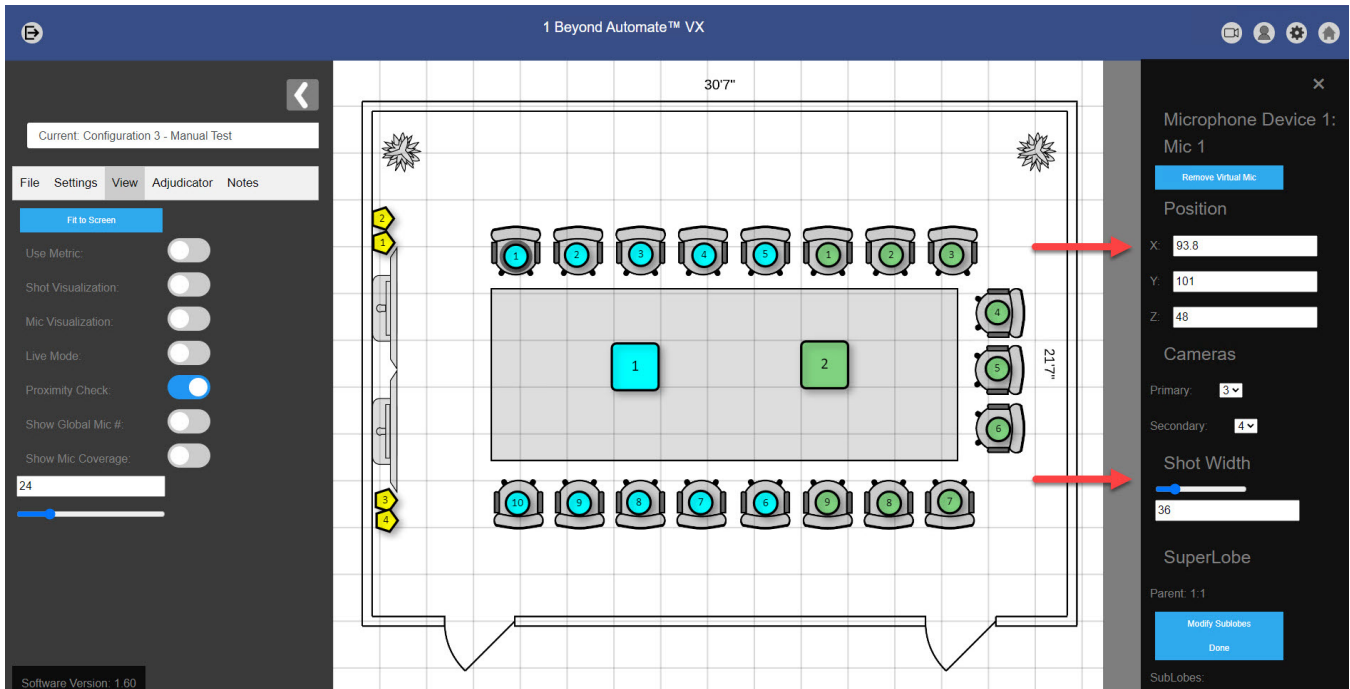 1 Beyond Automate™ VX
Current: Configuration 3 - Manual Test
File Settings View Adjudicator Notes
Fit to Screen
Use Metric:
Shot Visualization:
Mic Visualization:
Live Mode:
Proximity Check:
Show Global Mic #:
Show Mic Coverage:
24
Software Version: 1.60
30'7"
2
1
1 2 3 4 5 1 2 3
4
1 2
5
21'7"
6
3
4
10 9 8 7 6 9 8 7
×
Microphone Device 1:
Mic 1
Remove Virtual Mic
Position
X: 93.8
Y: 101
Z: 48
Cameras
Primary: 3
Secondary: 4
Shot Width
36
SuperLobe
Parent: 1:1
Modify Sublobes
Done
SubLobes: